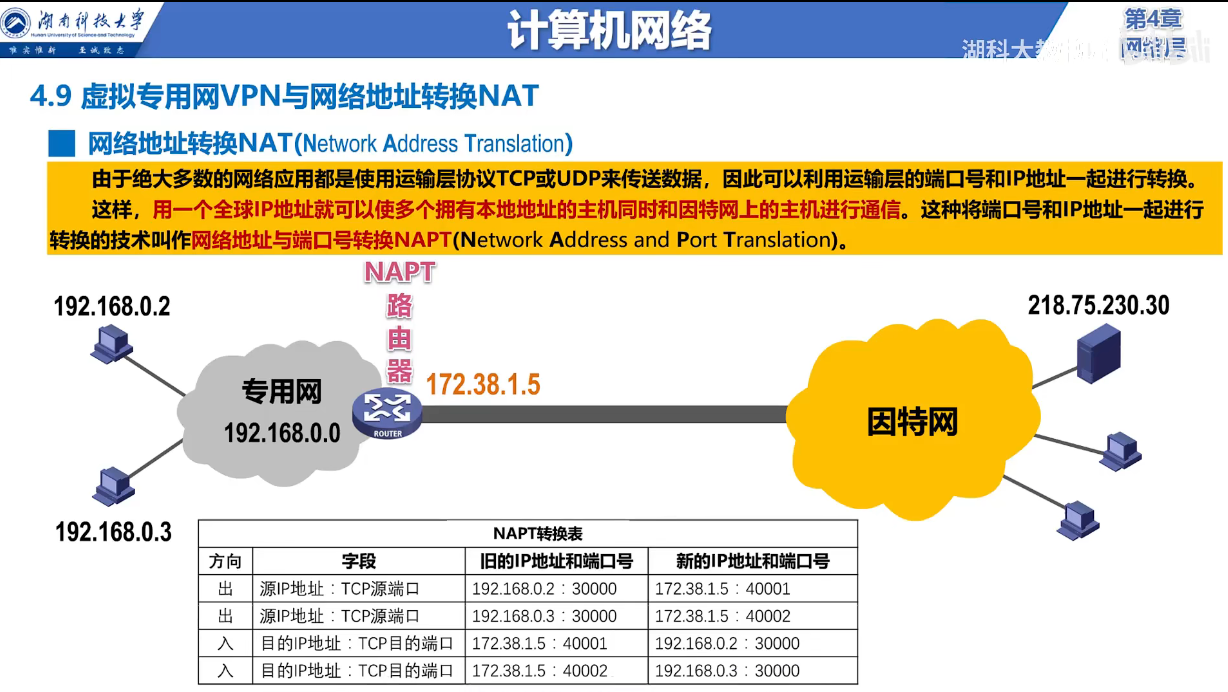 湖南科技大学
Hunan University of Science and Technology
唯实惟新 至诚致志
计算机网络
第4章
网络层
湖科大教书匠
bilibili
4.9 虚拟专用网VPN与网络地址转换NAT
网络地址转换NAT(Network Address Translation)
由于绝大多数的网络应用都是使用运输层协议TCP或UDP来传送数据，因此可以利用运输层的端口号和IP地址一起进行转换。
这样，用一个全球IP地址就可以使多个拥有本地地址的主机同时和因特网上的主机进行通信。这种将端口号和IP地址一起进行
转换的技术叫作网络地址与端口号转换NAPT(Network Address and Port Translation)。
NAPT
路
由
器
192.168.0.2
218.75.230.30
172.38.1.5
专用网
192.168.0.0
ROUTER
因特网
192.168.0.3
NAPT转换表
方向 字段 旧的IP地址和端口号 新的IP地址和端口号
出 源IP地址：TCP源端口 192.168.0.2：30000 172.38.1.5：40001
出 源IP地址：TCP源端口 192.168.0.3：30000 172.38.1.5：40002
入 目的IP地址：TCP目的端口 172.38.1.5：40001 192.168.0.2：30000
入 目的IP地址：TCP目的端口 172.38.1.5：40002 192.168.0.3：30000